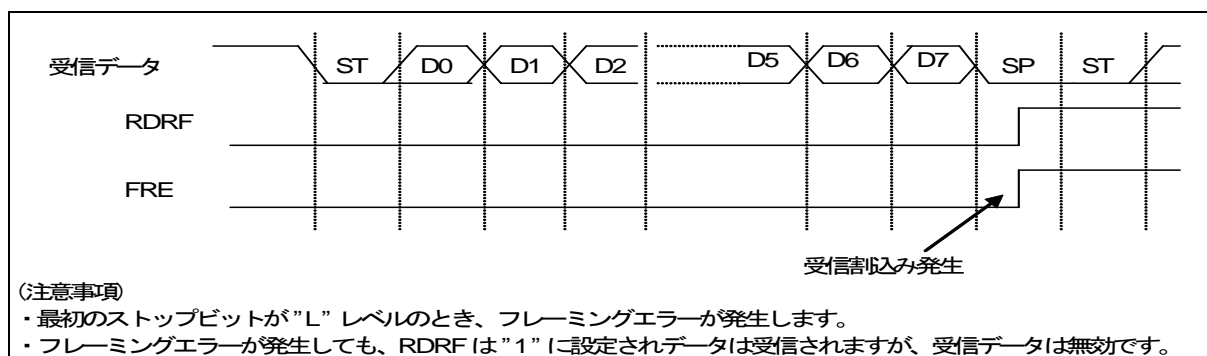 受信データ ST D0 D1 D2 D5 D6 D7 SP ST
RDRF
FRE
受信割込み発生
(注意事項)
・最初のストップビットが"L" レベルのとき、フレーミングエラーが発生します。
・フレーミングエラーが発生しても、RDRF は"1" に設定されデータは受信されますが、受信データは無効です。